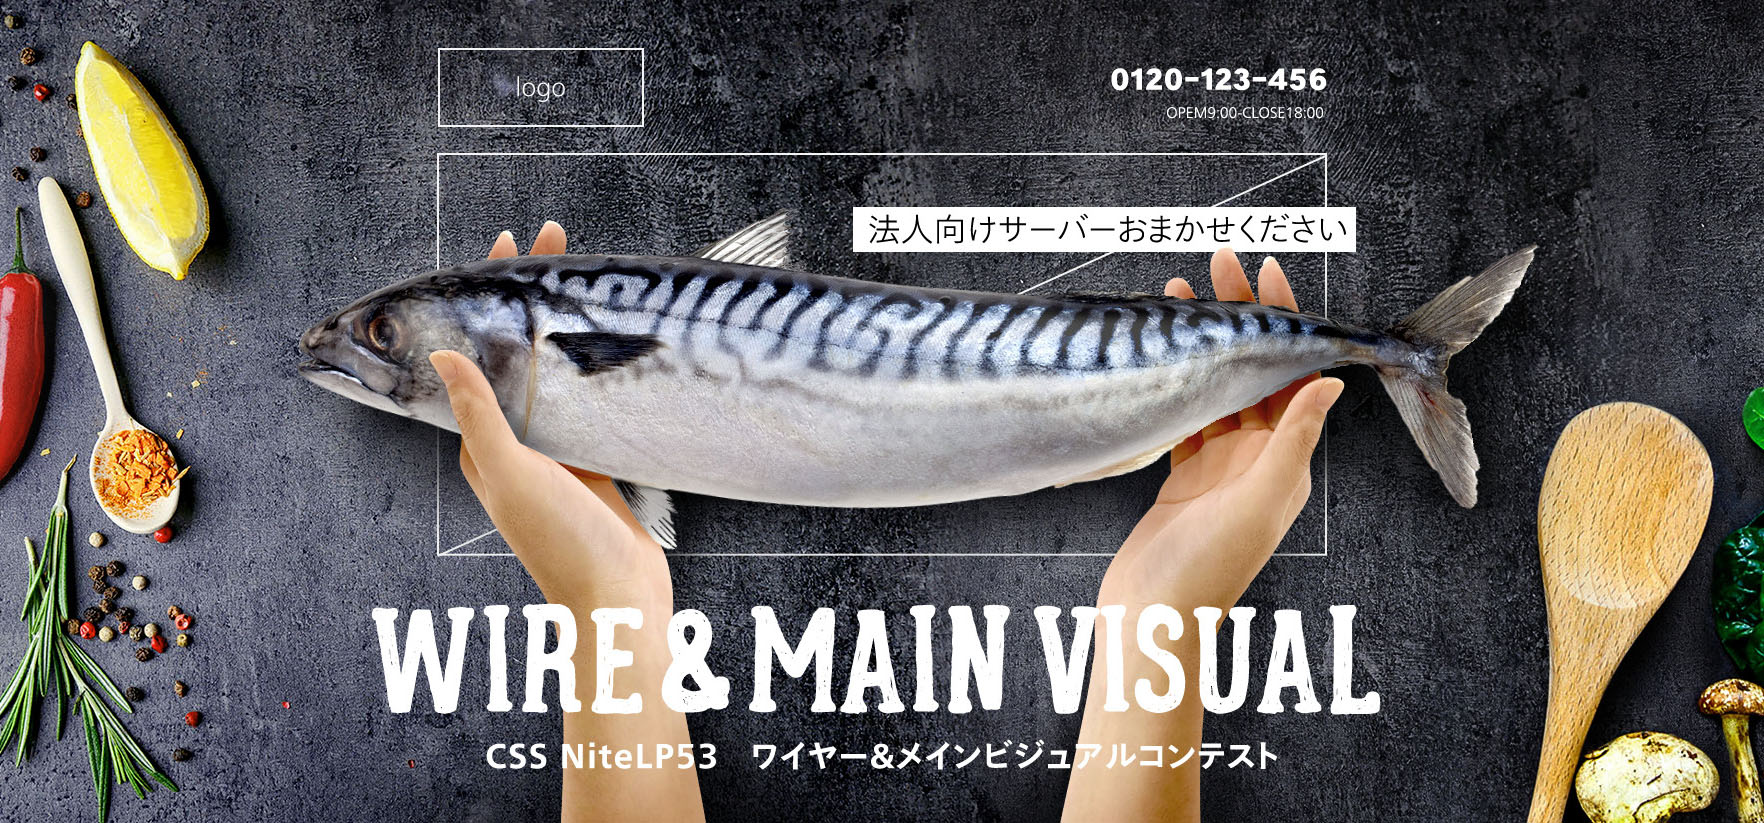 logo
0120-123-456
OPEM9:00-CLOSE18:00
法人向けサーバーおまかせください
WIRE & MAIN VISUAL
CSS NiteLP53　ワイヤー&メインビジュアルコンテスト